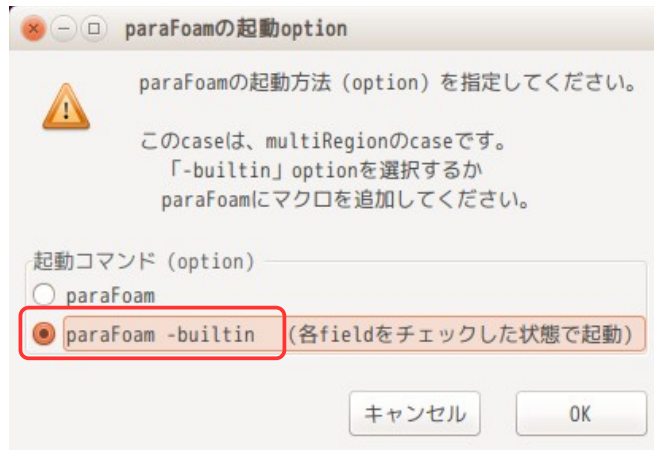 paraFoamの起動option
paraFoamの起動方法（option）を指定してください。
このcaseは、multiRegionのcaseです。
「-builtin」optionを選択するか
paraFoamにマクロを追加してください。
起動コマンド（option）
paraFoam
paraFoam -builtin （各fieldをチェックした状態で起動）
キャンセル
OK